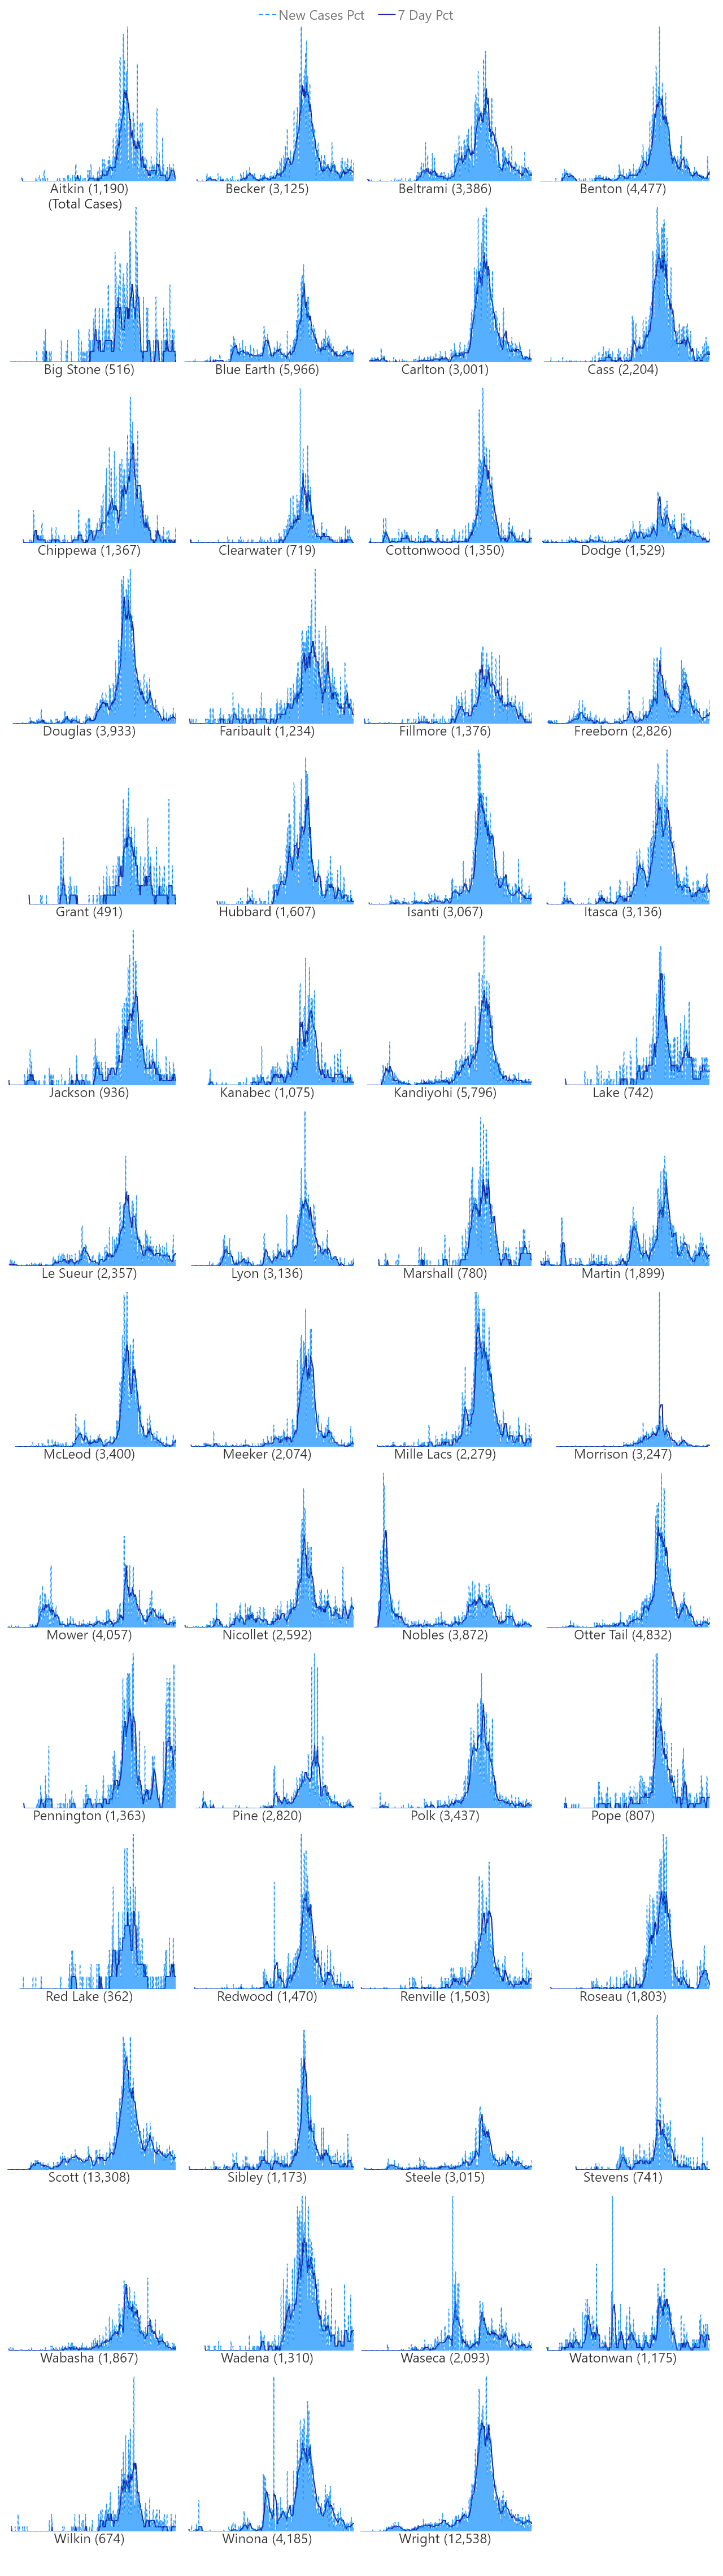 New Cases Pct 7 Day Pct
Aitkin (1,190) Becker (3,125) Beltrami (3,386) Benton (4,477)
(Total Cases)
Big Stone (516) Blue Earth (5,966) Carlton (3,001) Cass (2,204)
Chippewa (1,367) Clearwater (719) Cottonwood (1,350) Dodge (1,529)
Douglas (3,933) Faribault (1,234) Fillmore (1,376) Freeborn (2,826)
Grant (491) Hubbard (1,607) Isanti (3,067) Itasca (3,136)
Jackson (936) Kanabec (1,075) Kandiyohi (5,796) Lake (742)
Le Sueur (2,357) Lyon (3,136) Marshall (780) Martin (1,899)
McLeod (3,400) Meeker (2,074) Mille Lacs (2,279) Morrison (3,247)
Mower (4,057) Nicollet (2,592) Nobles (3,872) Otter Tail (4,832)
Pennington (1,363) Pine (2,820) Polk (3,437) Pope (807)
Red Lake (362) Redwood (1,470) Renville (1,503) Roseau (1,803)
Scott (13,308) Sibley (1,173) Steele (3,015) Stevens (741)
Wabasha (1,867) Wadena (1,310) Waseca (2,093) Watonwan (1,175)
Wilkin (674) Winona (4,185) Wright (12,538)